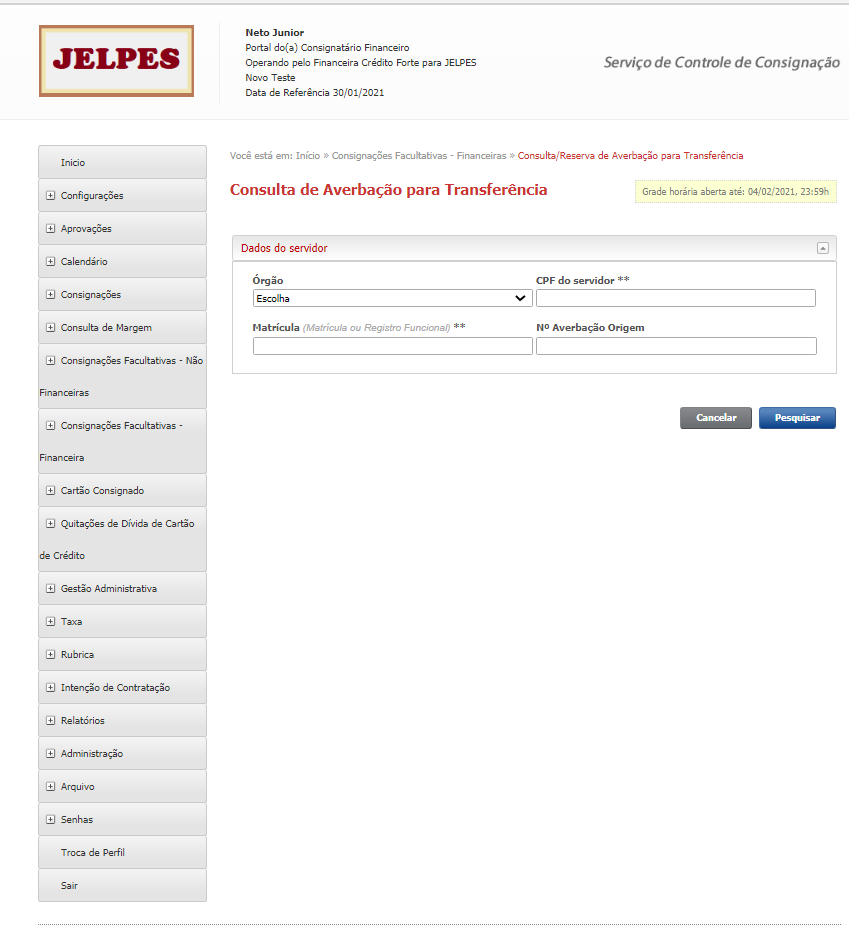 JELPES
Neto Junior
Portal do(a) Consignatário Financeiro
Operando pelo Financeira Crédito Forte para JELPES
Novo Teste
Data de Referência 30/01/2021
Serviço de Controle de Consignação
Inicio
Configurações
Aprovações
Calendário
Consignações
Consulta de Margem
Consignações Facultativas - Não
Financeiras
Consignações Facultativas -
Financeira
Cartão Consignado
Quitações de Dívida de Cartão
de Crédito
Gestão Administrativa
Taxa
Rubrica
Intenção de Contratação
Relatórios
Administração
Arquivo
Senhas
Troca de Perfil
Sair
Você está em: Início » Consignações Facultativas - Financeiras » Consulta/Reserva de Averbação para Transferência
Consulta de Averbação para Transferência
Grade horária aberta até: 04/02/2021, 23:59h
Dados do servidor
Órgão
Escolha
CPF do servidor **
Matrícula (Matrícula ou Registro Funcional) **
Nº Averbação Origem
Cancelar
Pesquisar